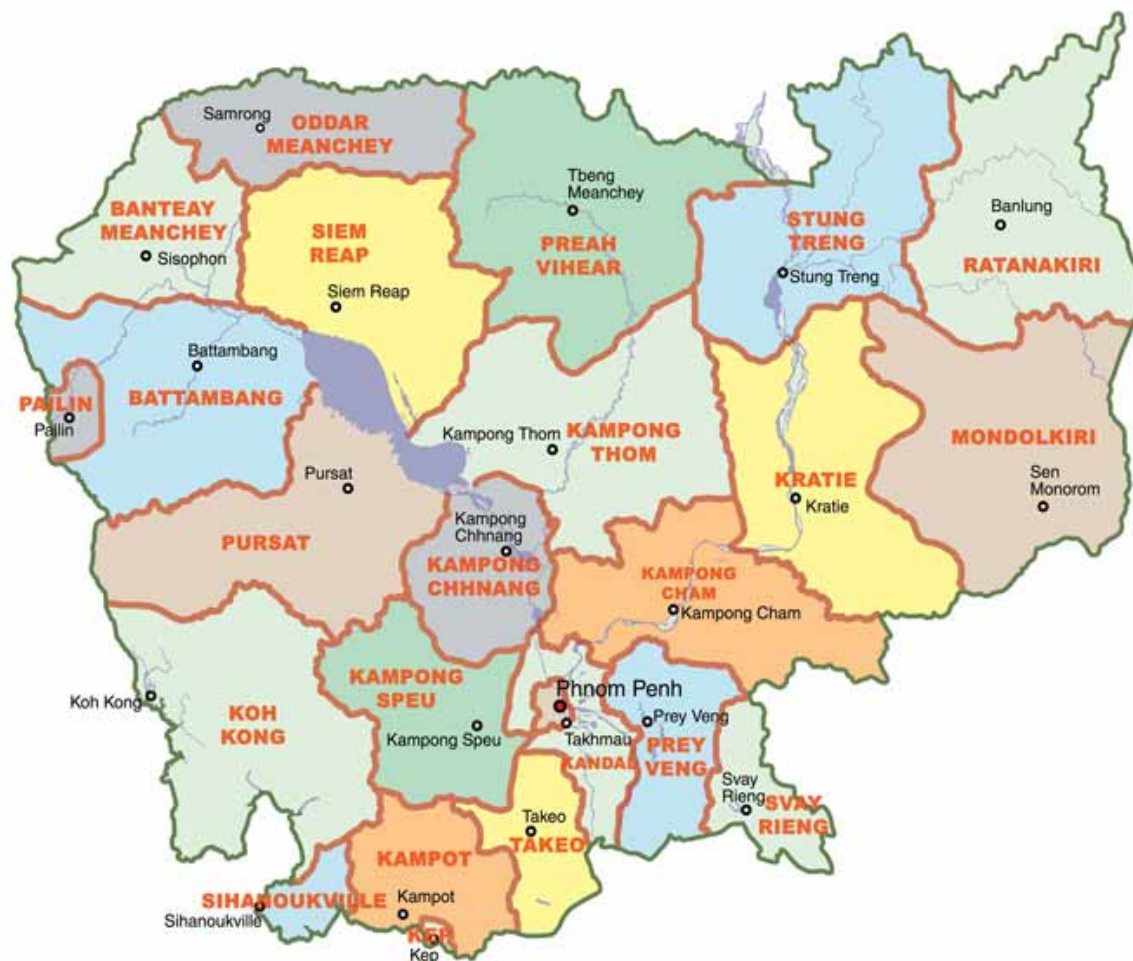 Samrong
ODDAR
MEANCHEY
Tbeng
Meanchey
BANTEAY
MEANCHEY
Sisophon
SIEM
REAP
Siem Reap
PREAH
VIHEAR
STUNG
TRENG
Stung Treng
Banlung
RATANAKIRI
Battambang
BATTAMBANG
PAILIN
Pailin
Kampong Thom
KAMPONG
THOM
MONDOLKIRI
Sen
Monorom
KRATIE
Kratie
Pursat
PURSAT
Kampong
Chhnang
KAMPONG
CHHNANG
KAMPONG
CHAM
Kampong Cham
Koh Kong
KOH
KONG
KAMPONG
SPEU
Kampong Speu
Phnom Penh
Takhmau
KANDAL
Prey Veng
PREY
VENG
Svay
Rieng
SVAY
RIENG
Takeo
TAKEO
KAMPOT
Kampot
SIHANOUKVILLE
Sihanoukville
KEP
Kep